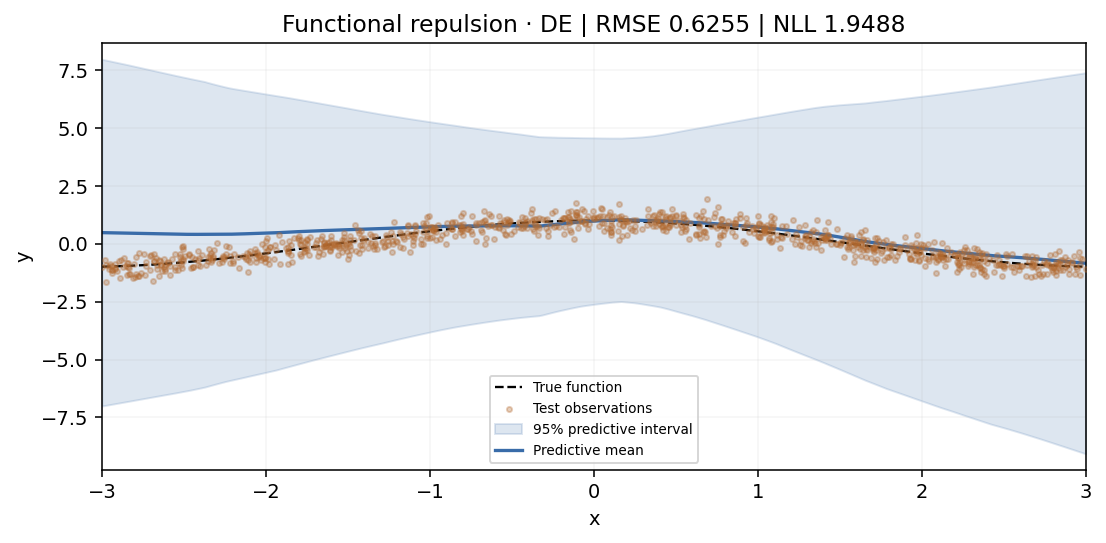 Functional repulsion · DE | RMSE 0.6255 | NLL 1.9488
7.5
5.0
2.5
0.0
−2.5
−5.0
−7.5
y
True function
Test observations
95% predictive interval
Predictive mean
−3
−2
−1
0
1
2
3
x